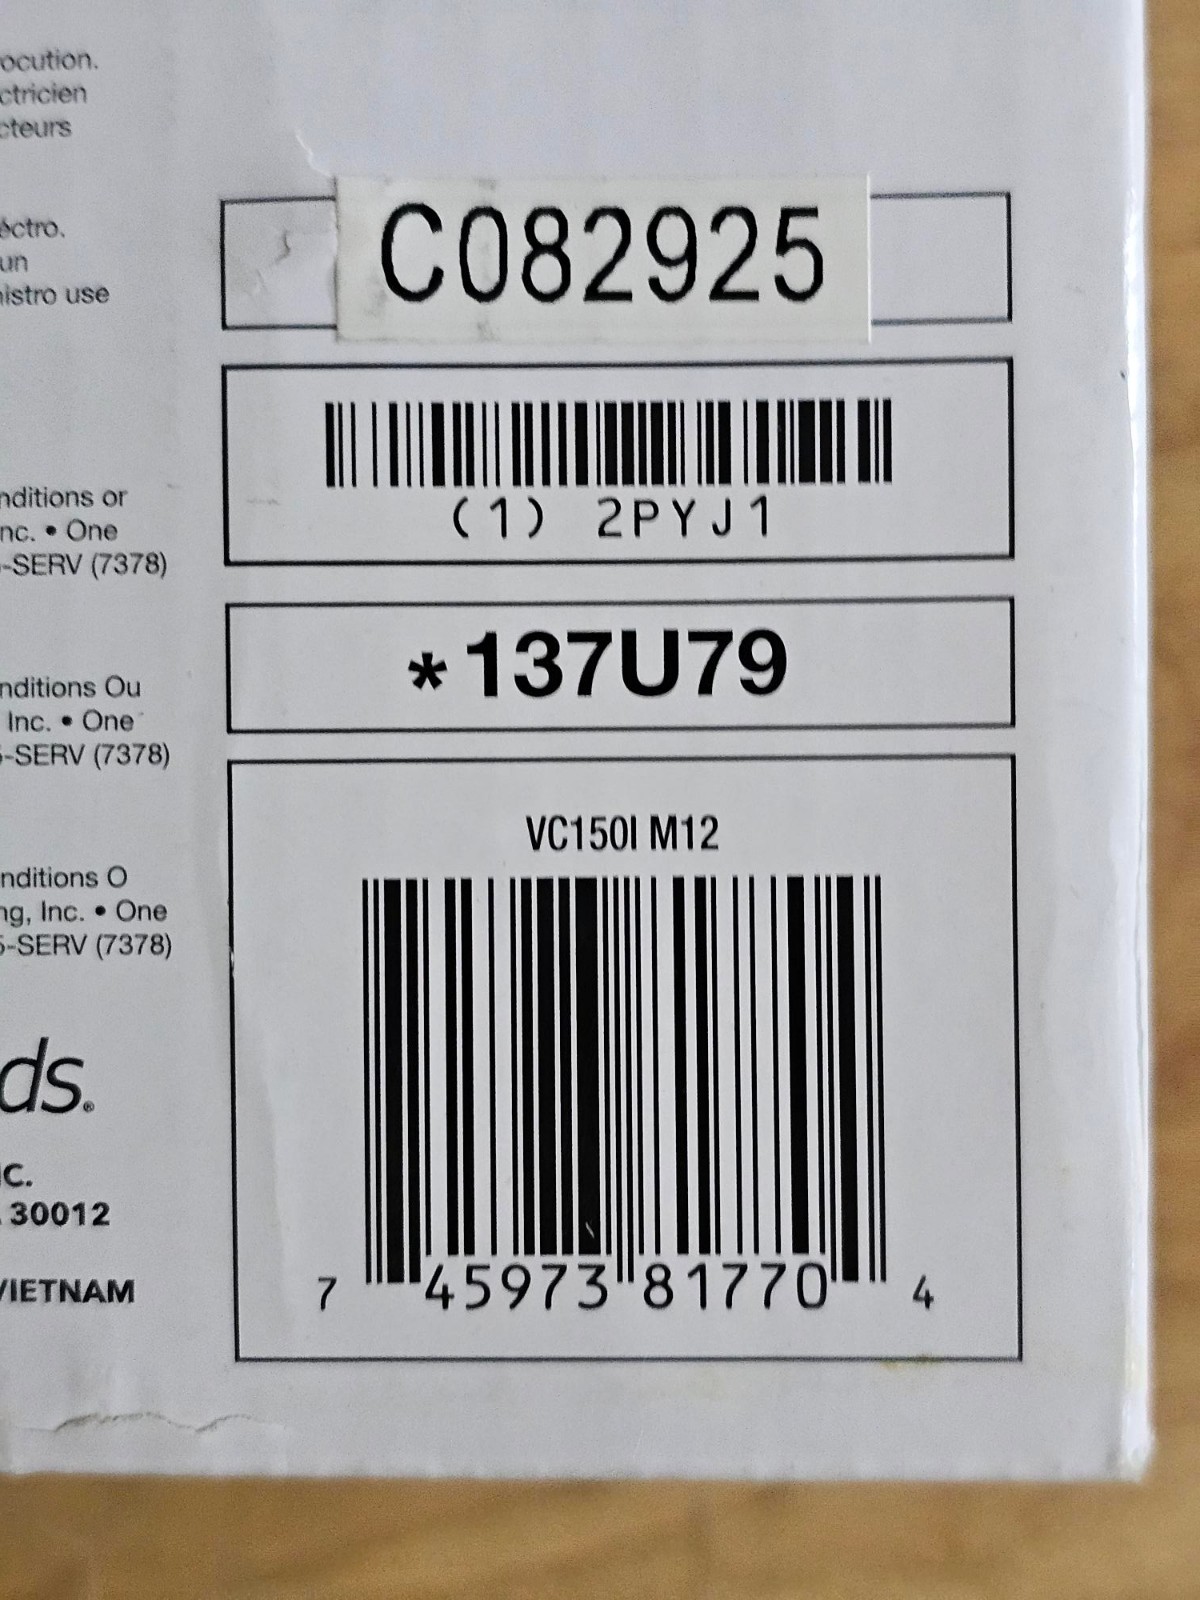 ocution.
ctricien
cteurs
éctro.
un
nistro use
nditions or
nc. • One
-SERV (7378)
nditions Ou
Inc. • One
5-SERV (7378)
nditions O
ng, Inc. • One
5-SERV (7378)
ds.®
C.
30012
VIETNAM
C082925
(1) 2PYJ1
*137U79
VC150I M12
7 45973 81770 4